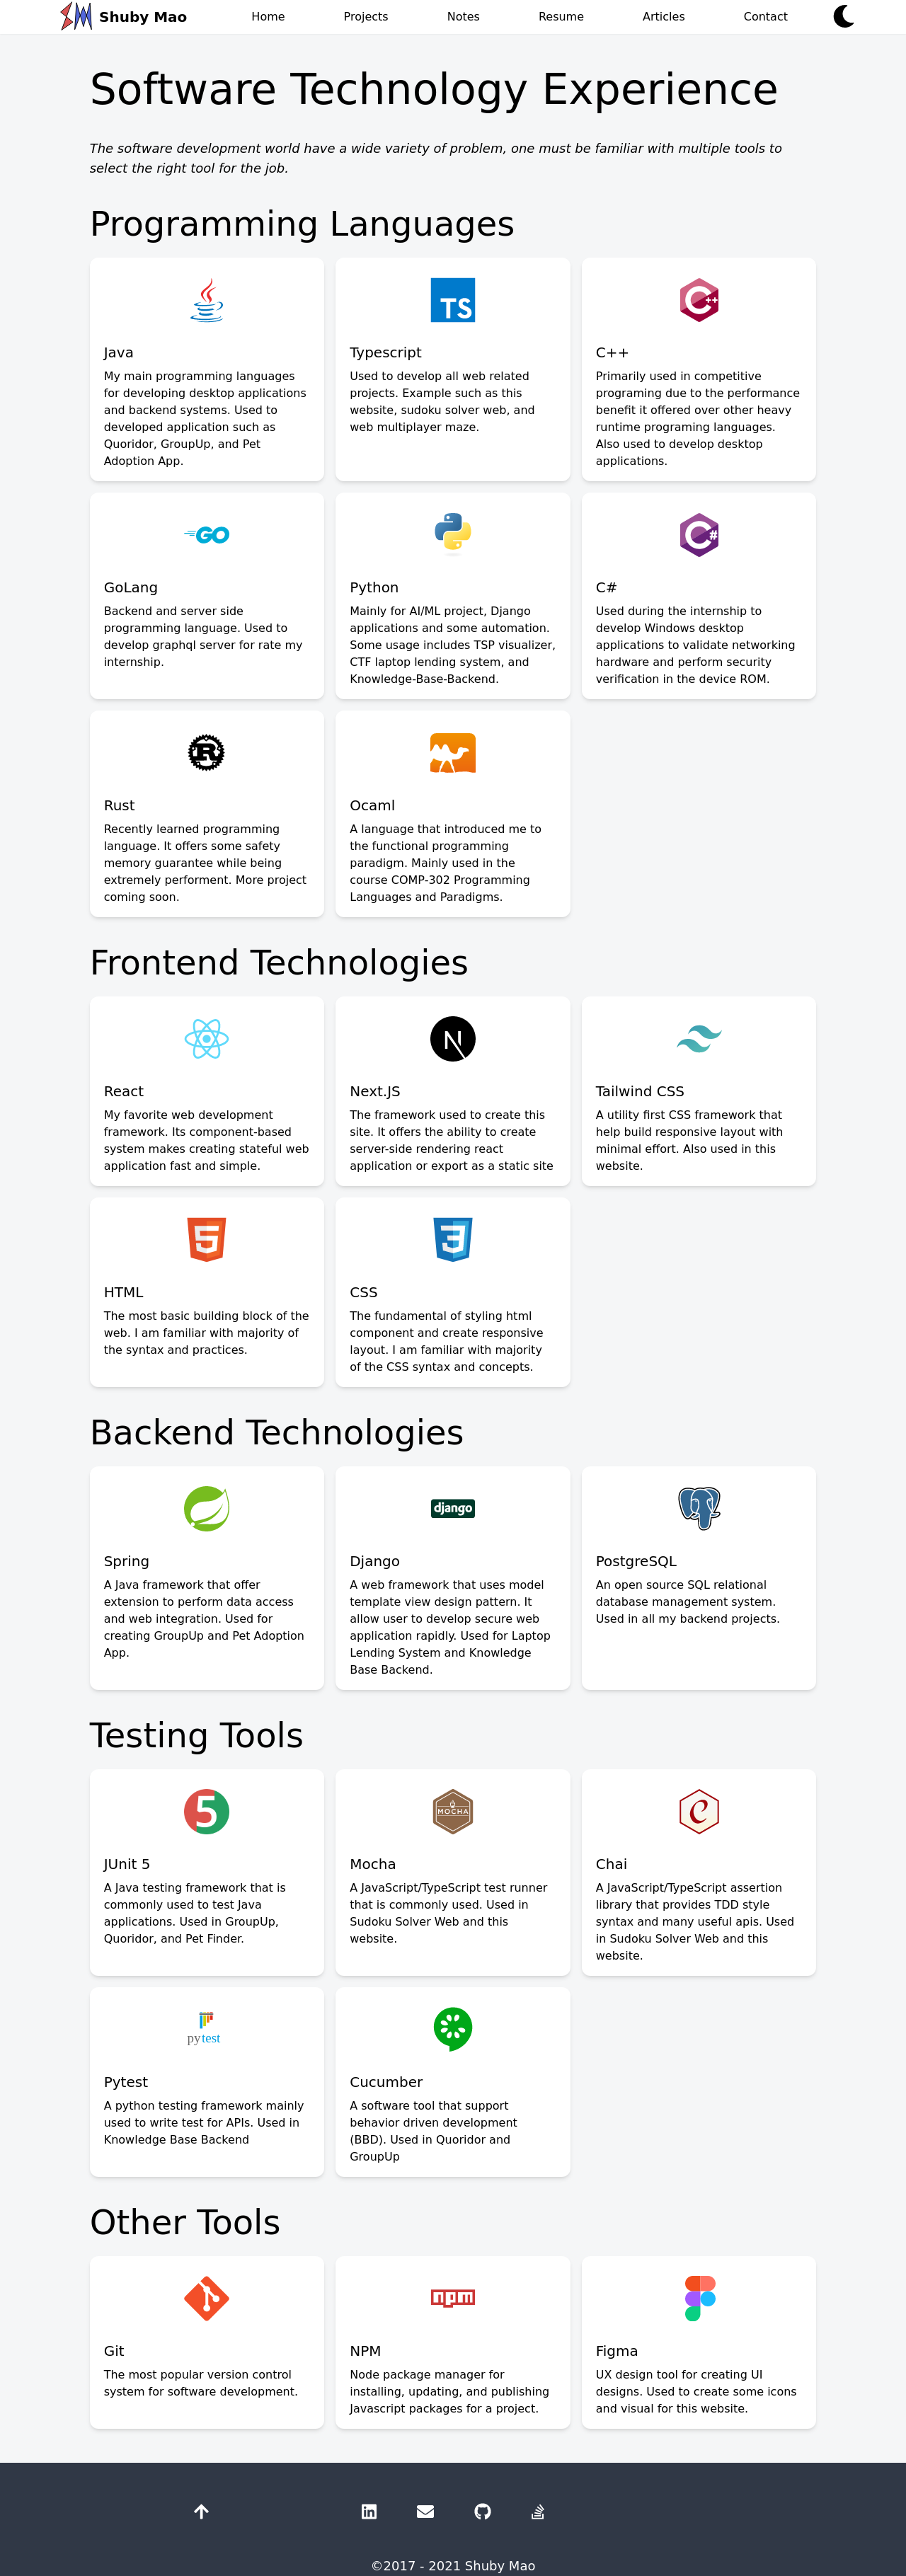 Shuby Mao
Home
Projects
Notes
Resume
Articles
Contact
Software Technology Experience
The software development world have a wide variety of problem, one must be familiar with multiple tools to
select the right tool for the job.
Programming Languages
Java
My main programming languages
for developing desktop applications
and backend systems. Used to
developed application such as
Quoridor, GroupUp, and Pet
Adoption App.
TS
Typescript
Used to develop all web related
projects. Example such as this
website, sudoku solver web, and
web multiplayer maze.
C++
C++
Primarily used in competitive
programing due to the performance
benefit it offered over other heavy
runtime programing languages.
Also used to develop desktop
applications.
GO
GoLang
Backend and server side
programming language. Used to
develop graphql server for rate my
internship.
Python
Mainly for AI/ML project, Django
applications and some automation.
Some usage includes TSP visualizer,
CTF laptop lending system, and
Knowledge-Base-Backend.
C#
C#
Used during the internship to
develop Windows desktop
applications to validate networking
hardware and perform security
verification in the device ROM.
R
Rust
Recently learned programming
language. It offers some safety
memory guarantee while being
extremely performent. More project
coming soon.
Ocaml
A language that introduced me to
the functional programming
paradigm. Mainly used in the
course COMP-302 Programming
Languages and Paradigms.
Frontend Technologies
React
My favorite web development
framework. Its component-based
system makes creating stateful web
application fast and simple.
N
Next.JS
The framework used to create this
site. It offers the ability to create
server-side rendering react
application or export as a static site
Tailwind CSS
A utility first CSS framework that
help build responsive layout with
minimal effort. Also used in this
website.
5
HTML
The most basic building block of the
web. I am familiar with majority of
the syntax and practices.
3
CSS
The fundamental of styling html
component and create responsive
layout. I am familiar with majority
of the CSS syntax and concepts.
Backend Technologies
Spring
A Java framework that offer
extension to perform data access
and web integration. Used for
creating GroupUp and Pet Adoption
App.
django
Django
A web framework that uses model
template view design pattern. It
allow user to develop secure web
application rapidly. Used for Laptop
Lending System and Knowledge
Base Backend.
PostgreSQL
An open source SQL relational
database management system.
Used in all my backend projects.
Testing Tools
5
JUnit 5
A Java testing framework that is
commonly used to test Java
applications. Used in GroupUp,
Quoridor, and Pet Finder.
MOCHA
Mocha
A JavaScript/TypeScript test runner
that is commonly used. Used in
Sudoku Solver Web and this
website.
C
Chai
A JavaScript/TypeScript assertion
library that provides TDD style
syntax and many useful apis. Used
in Sudoku Solver Web and this
website.
pytest
Pytest
A python testing framework mainly
used to write test for APIs. Used in
Knowledge Base Backend
Cucumber
A software tool that support
behavior driven development
(BBD). Used in Quoridor and
GroupUp
Other Tools
Git
The most popular version control
system for software development.
npm
NPM
Node package manager for
installing, updating, and publishing
Javascript packages for a project.
Figma
UX design tool for creating UI
designs. Used to create some icons
and visual for this website.
in
©2017 - 2021 Shuby Mao